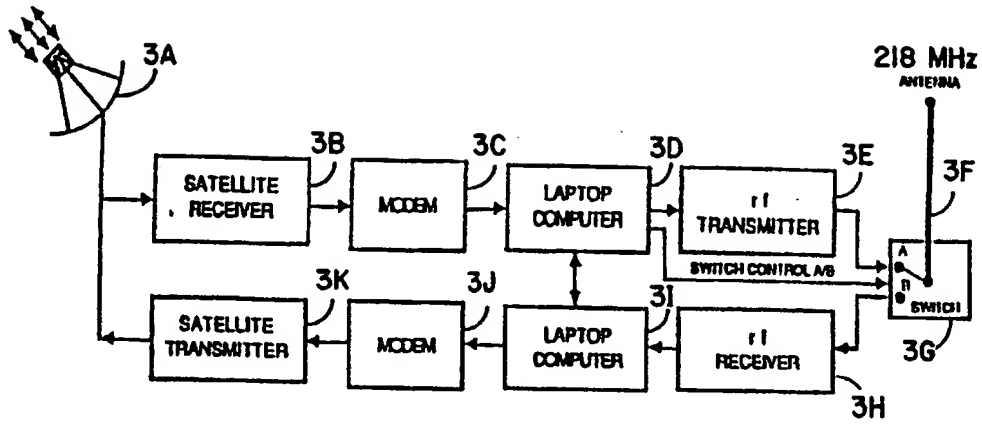 3A
218 MHz
ANTENNA
3B
3C
3D
3E
3F
SATELLITE
RECEIVER
MODEM
LAPTOP
COMPUTER
rf
TRANSMITTER
SWITCH CONTROL A/B
A
B
SWITCH
3G
3K
3J
3I
SATELLITE
TRANSMITTER
MODEM
LAPTOP
COMPUTER
rf
RECEIVER
3H